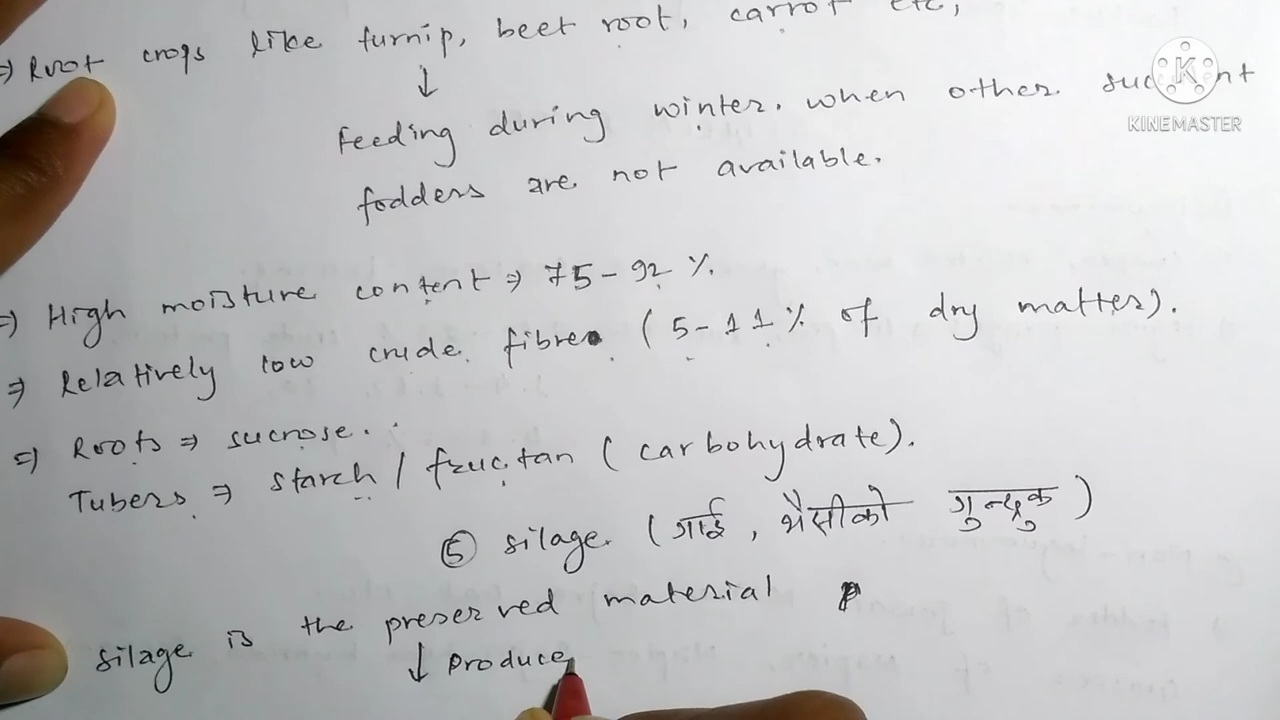 ⇒ Root crops like turnip, beet root, carrot etc,
↓
feeding during winter. when other
fodders are not available.
⇒ High moisture content ⇒ 75-92 %.
⇒ Relatively low crude fibre (5-11% of dry matter).
⇒ Roots ⇒ sucrose.
Tubers ⇒ starch / fructan (carbohydrate).
⑤ silage. (गाई, भैसीको गुन्द्रुक)
silage is the preserved material
↓ produce
K
KINEMASTER